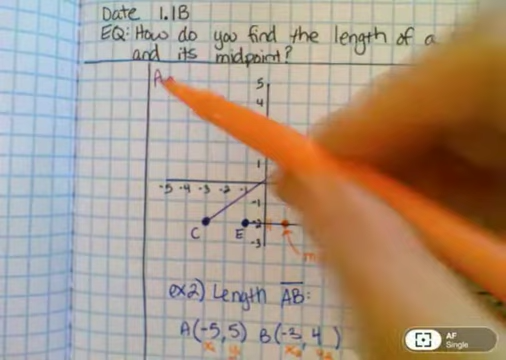 Date 1.1B
EQ: How do you find the length of a
and its midpoint?
A
5
4
1
-5 -4 -3 -2 -1
-1
-2
-3
C E
m
ex2) Length AB:
A(-5,5) B(-3,4)
x₁ y₁ x₂ y₂
AF
Single